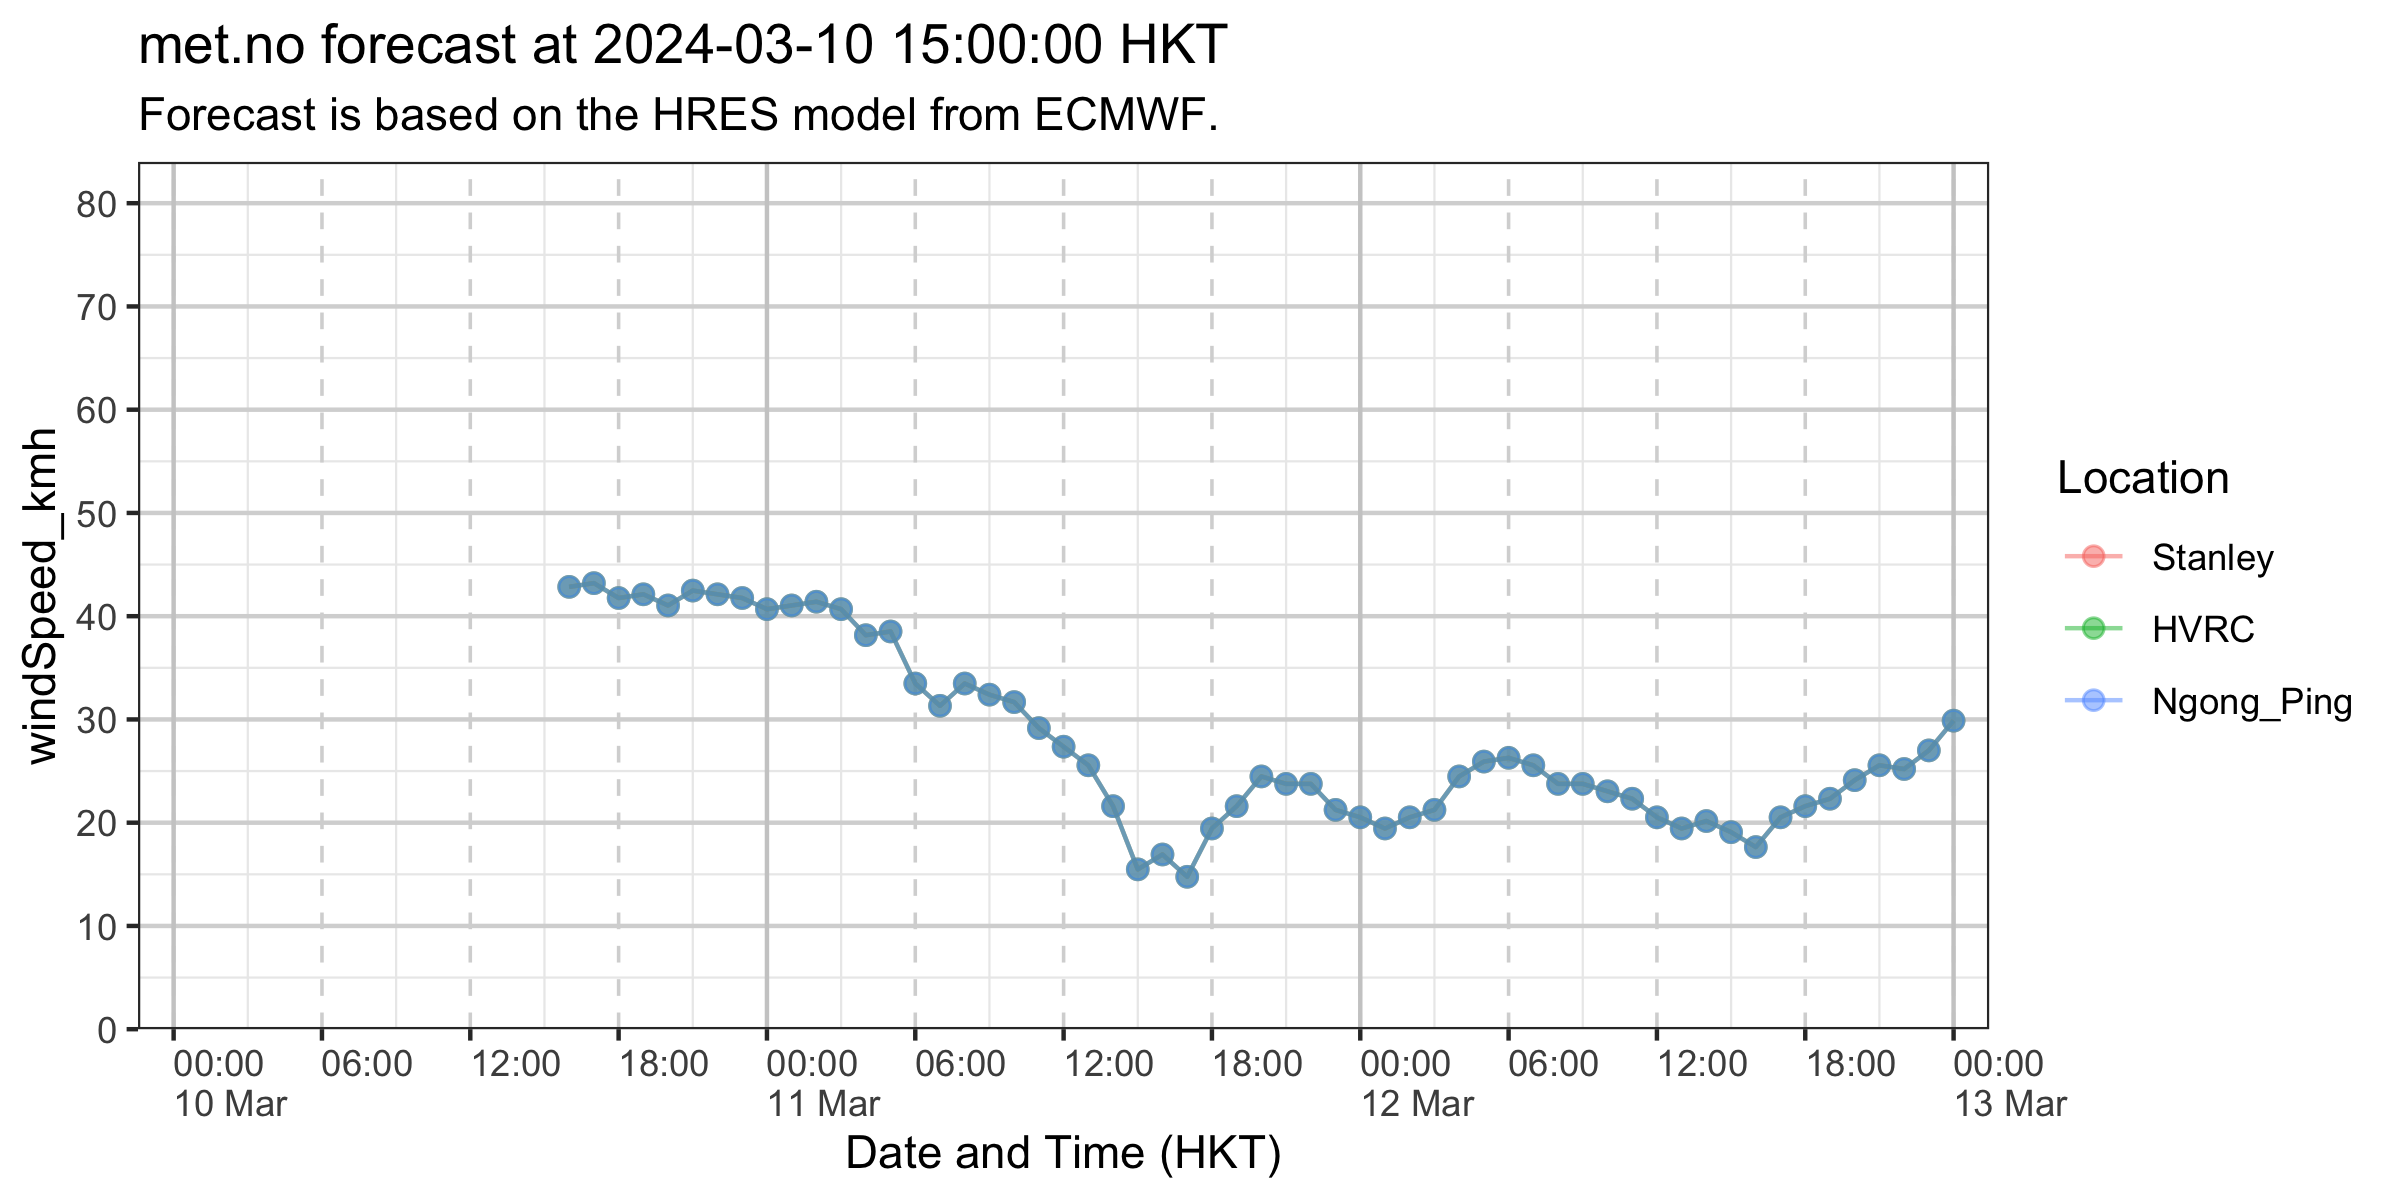 met.no forecast at 2024-03-10 15:00:00 HKT
Forecast is based on the HRES model from ECMWF.
windSpeed_kmh
80
70
60
50
40
30
20
10
0
00:00 06:00 12:00 18:00 00:00 06:00 12:00 18:00 00:00 06:00 12:00 18:00 00:00
10 Mar 11 Mar 12 Mar 13 Mar
Date and Time (HKT)
Location
Stanley
HVRC
Ngong_Ping